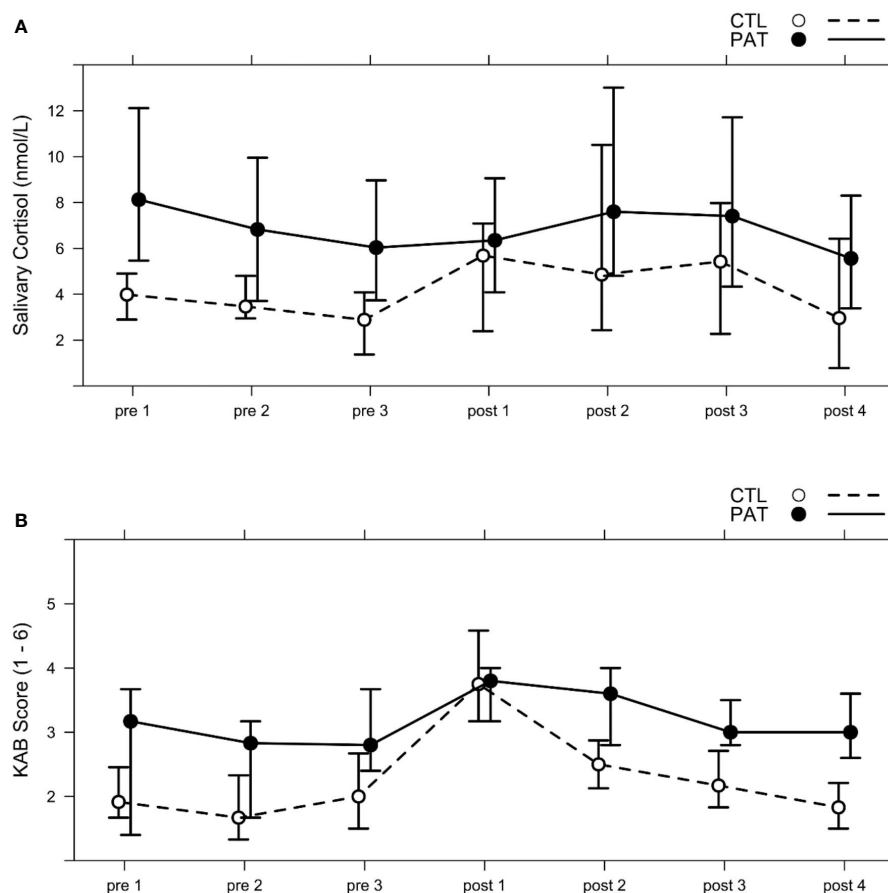 A
CTL
PAT
Salivary Cortisol (nmol/L)
12
10
8
6
4
2
pre 1 pre 2 pre 3 post 1 post 2 post 3 post 4
B
CTL
PAT
KAB Score (1 - 6)
5
4
3
2
pre 1 pre 2 pre 3 post 1 post 2 post 3 post 4